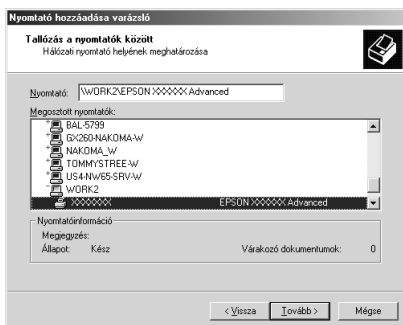 Nyomtató hozzáadása varázsló
Tallózás a nyomtatók között
Hálózati nyomtató helyének meghatározása
Nyomtató: \WORK2\EPSON XXXXXX Advanced
Megosztott nyomtatók:
BAL-5799
GX260-NAKOMA-W
NAKOMA_W
TOMMYSTREE-W
US4-NW65-SRV-W
WORK2
XXXXXXX EPSON XXXXXX Advanced
Nyomtatóinformáció
Megjegyzés:
Állapot: Kész Várakozó dokumentumok: 0
< Vissza Tovább > Mégse